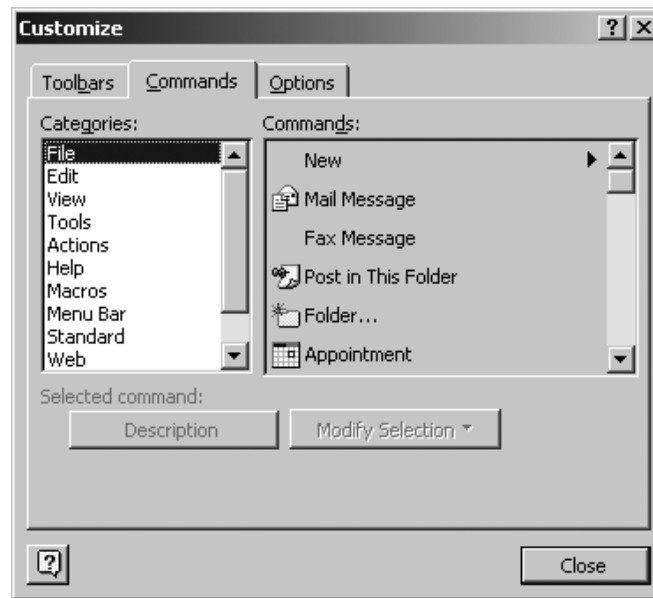 Customize
Toolbars Commands Options
Categories:
File
Edit
View
Tools
Actions
Help
Macros
Menu Bar
Standard
Web
Commands:
New
Mail Message
Fax Message
Post in This Folder
Folder...
Appointment
Selected command:
Description Modify Selection
Close